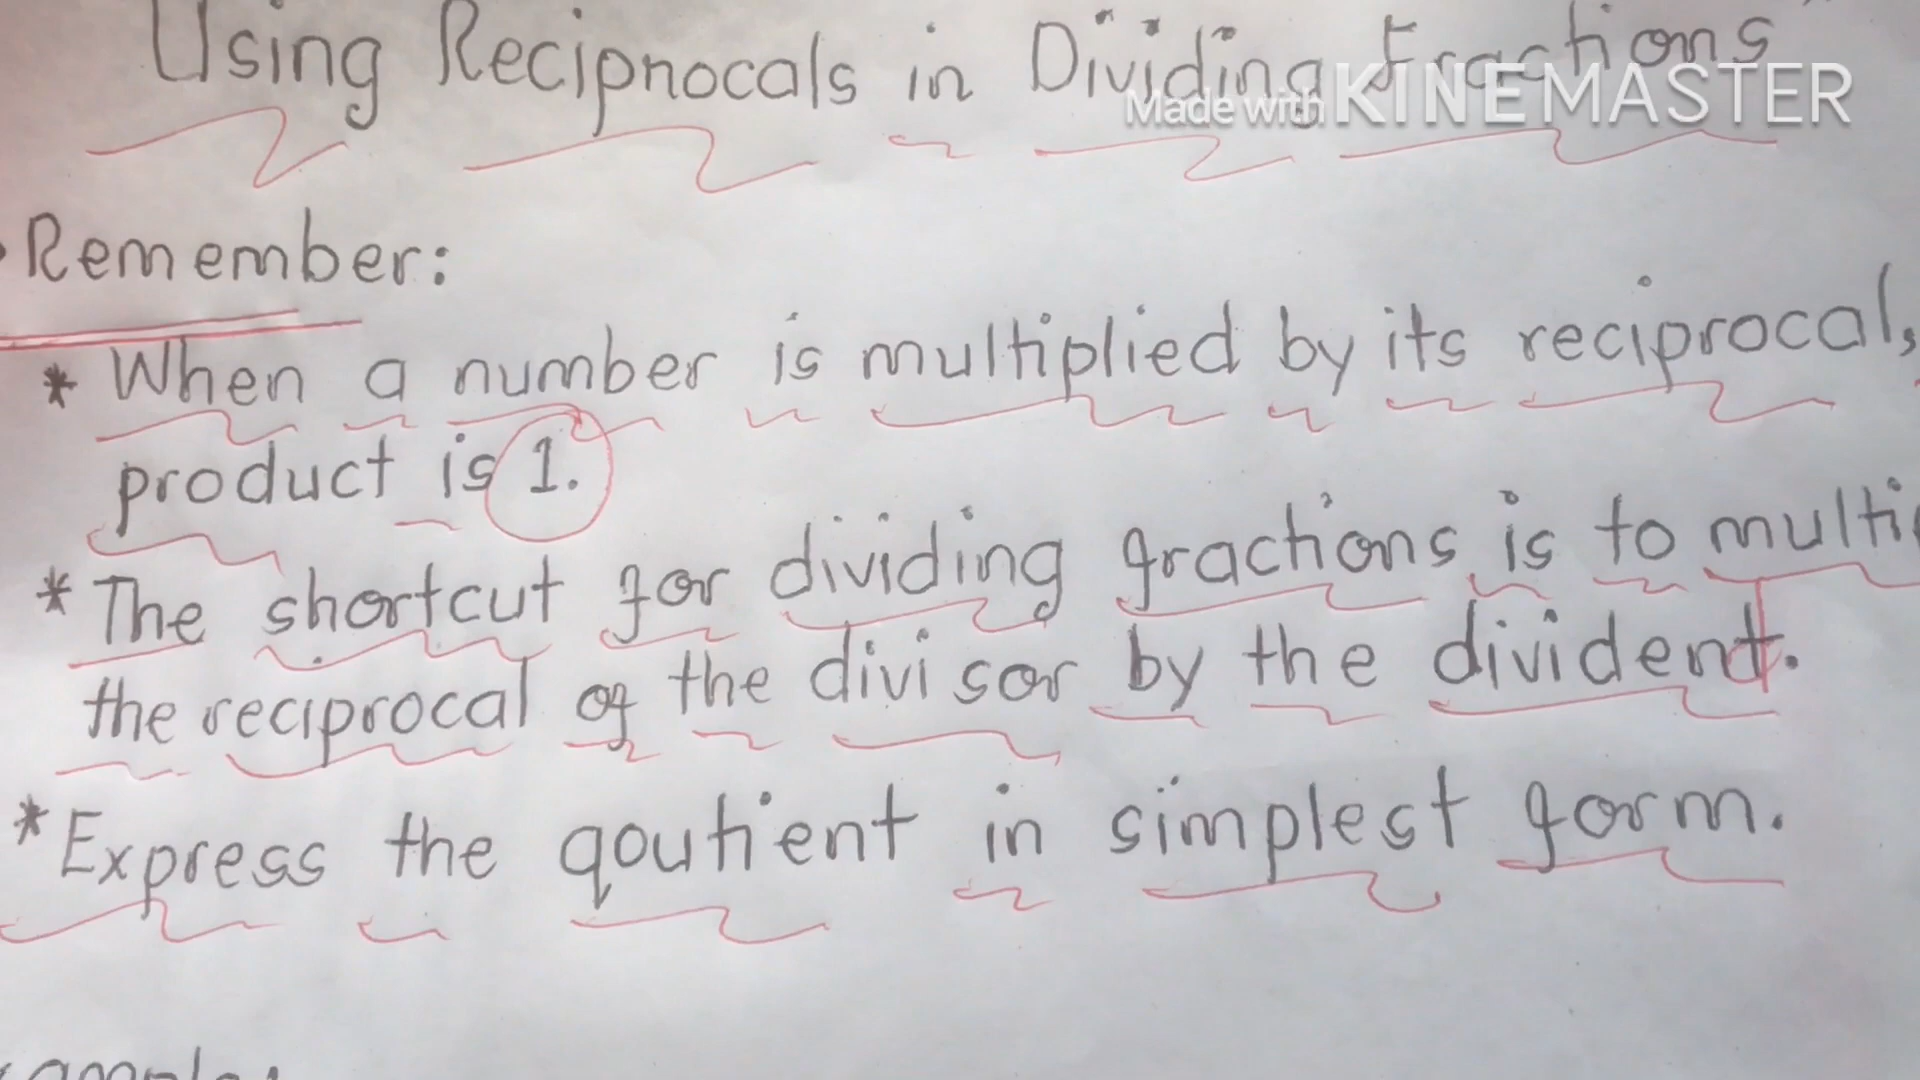 Using Reciprocals in Dividing Fractions
Made with KINEMASTER
Remember:
* When a number is multiplied by its reciprocal,
product is 1.
* The shortcut for dividing fractions is to multi
the reciprocal of the divisor by the divident.
* Express the qoutient in simplest form.